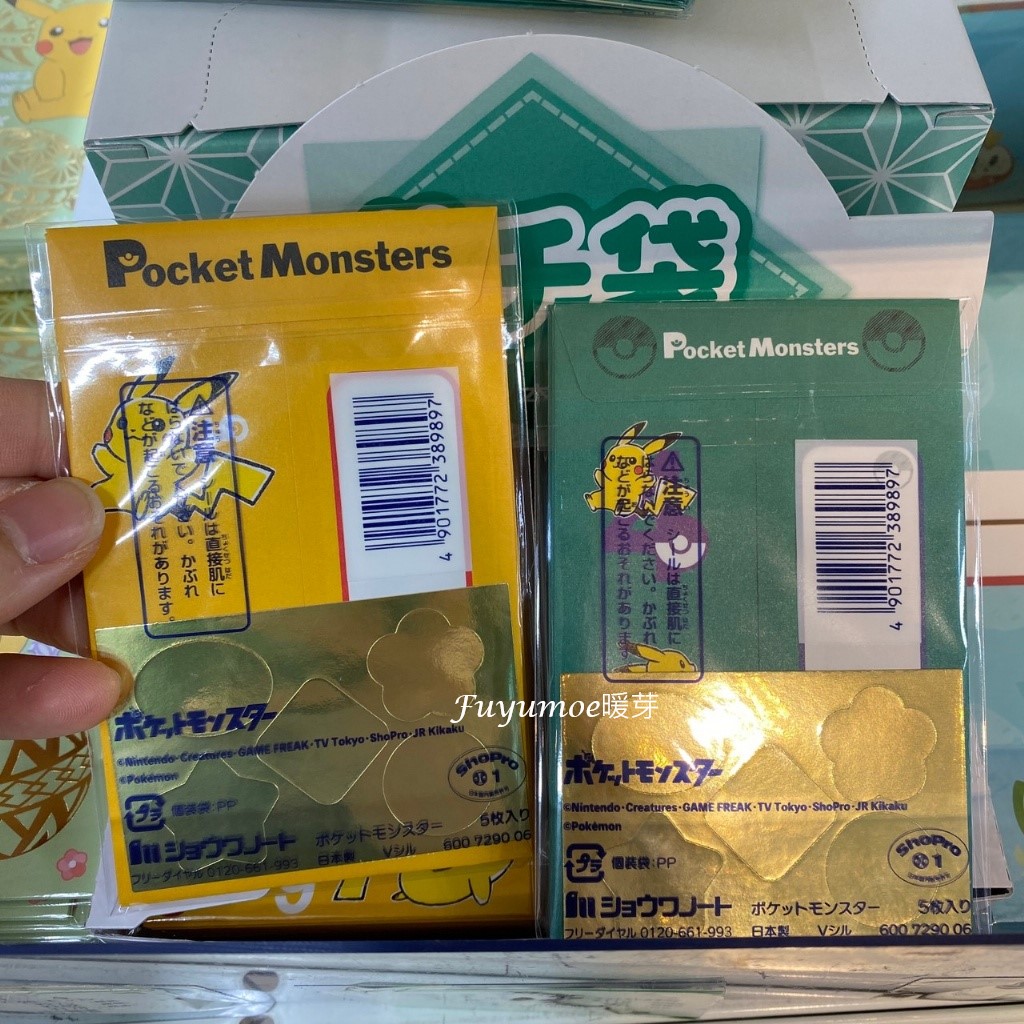 袋
Pocket Monsters
⚠注意
シールは直接肌に
はらないでください。かぶれ
などが起こるおそれがあります。
4 901772 389897
ポケットモンスター
©Nintendo・Creatures・GAME FREAK・TV Tokyo・ShoPro・JR Kikaku
©Pokémon
ShoPro
1
プラ
個装袋:PP
ショウワノート
ポケットモンスター 5枚入り
フリーダイヤル 0120-661-993 日本製 Vシル 600 7290 06
Pocket Monsters
⚠注意 シールは直接肌に
はらないでください。かぶれ
などが起こるおそれがあります
4 901772 389897
Fuyumoe暖芽
ポケットモンスター
©Nintendo・Creatures・GAME FREAK・TV Tokyo・ShoPro・JR Kikaku
©Pokémon
ShoPro
1
プラ
個装袋:PP
ショウワノート
ポケットモンスター 5枚入り
フリーダイヤル 0120-661-993 日本製 Vシル 600 7290 06